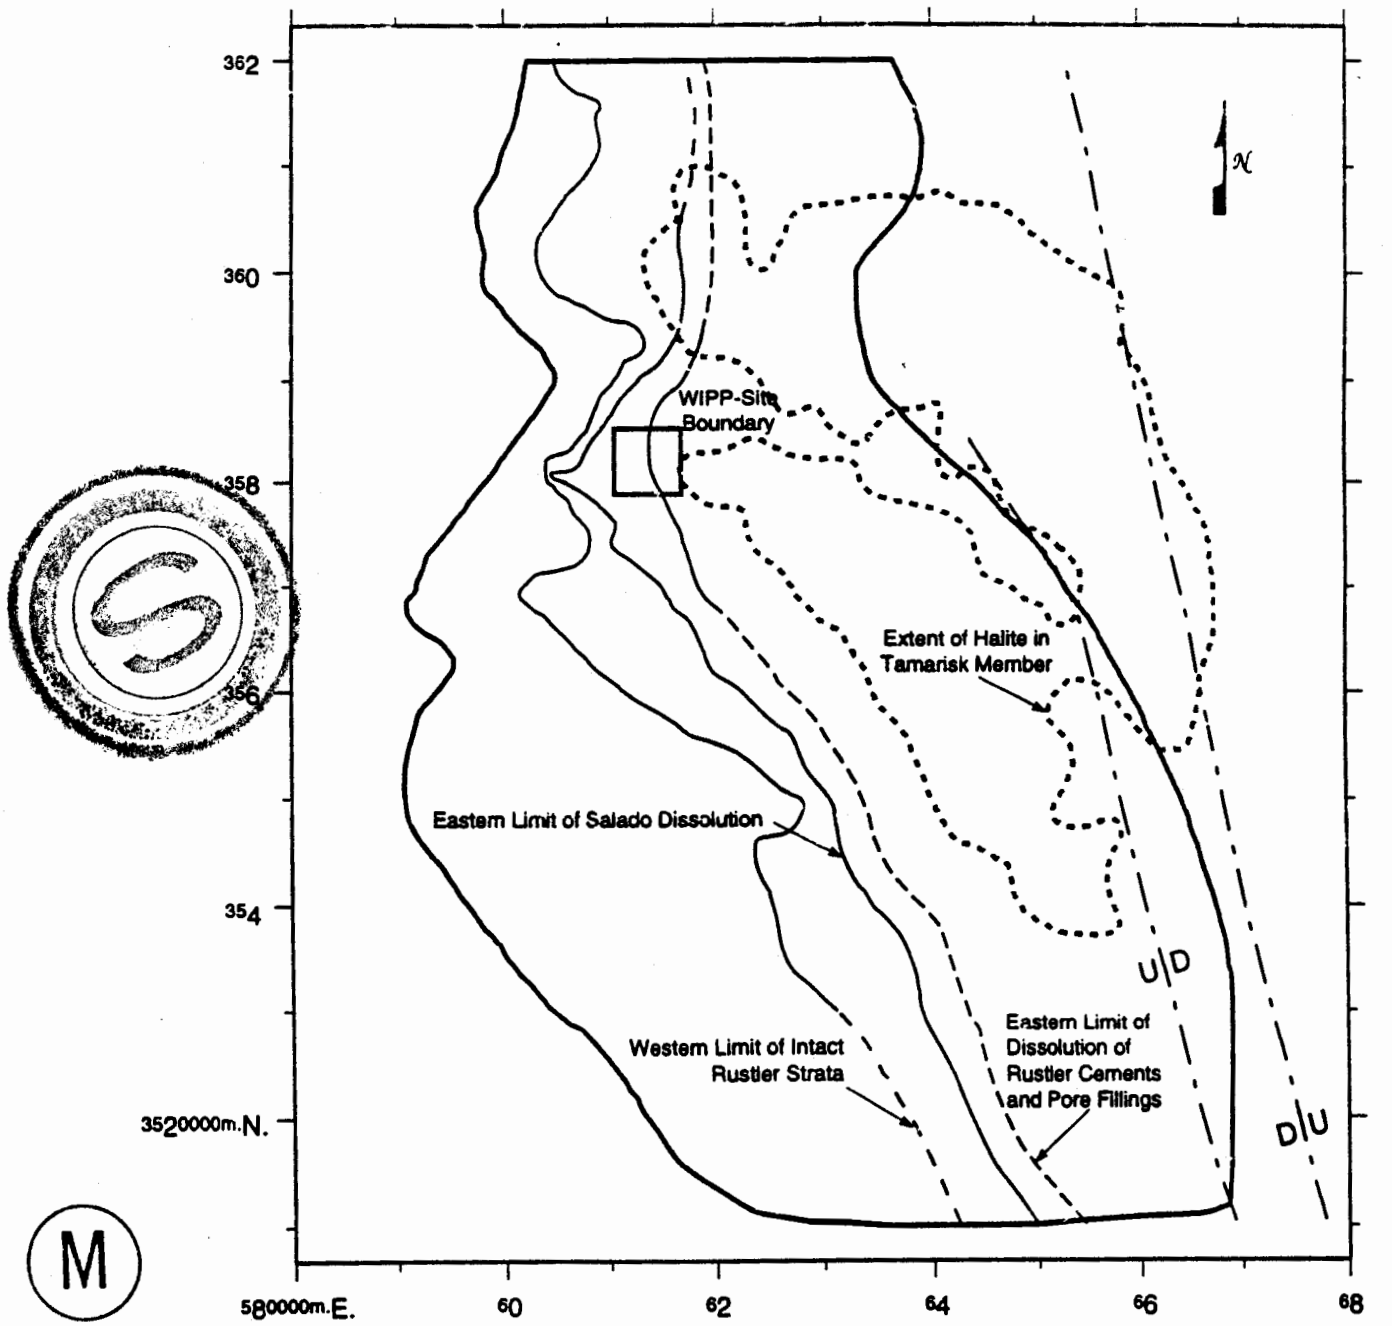 362
N
360
WIPP-Site
Boundary
358
S
Extent of Halite in
Tamarisk Member
356
Eastern Limit of Salado Dissolution
354
U D
Eastern Limit of
Dissolution of
Rustler Cements
and Pore Fillings
Western Limit of Intact
Rustler Strata
3520000m.N.
D U
M
580000m.E. 60 62 64 66 68